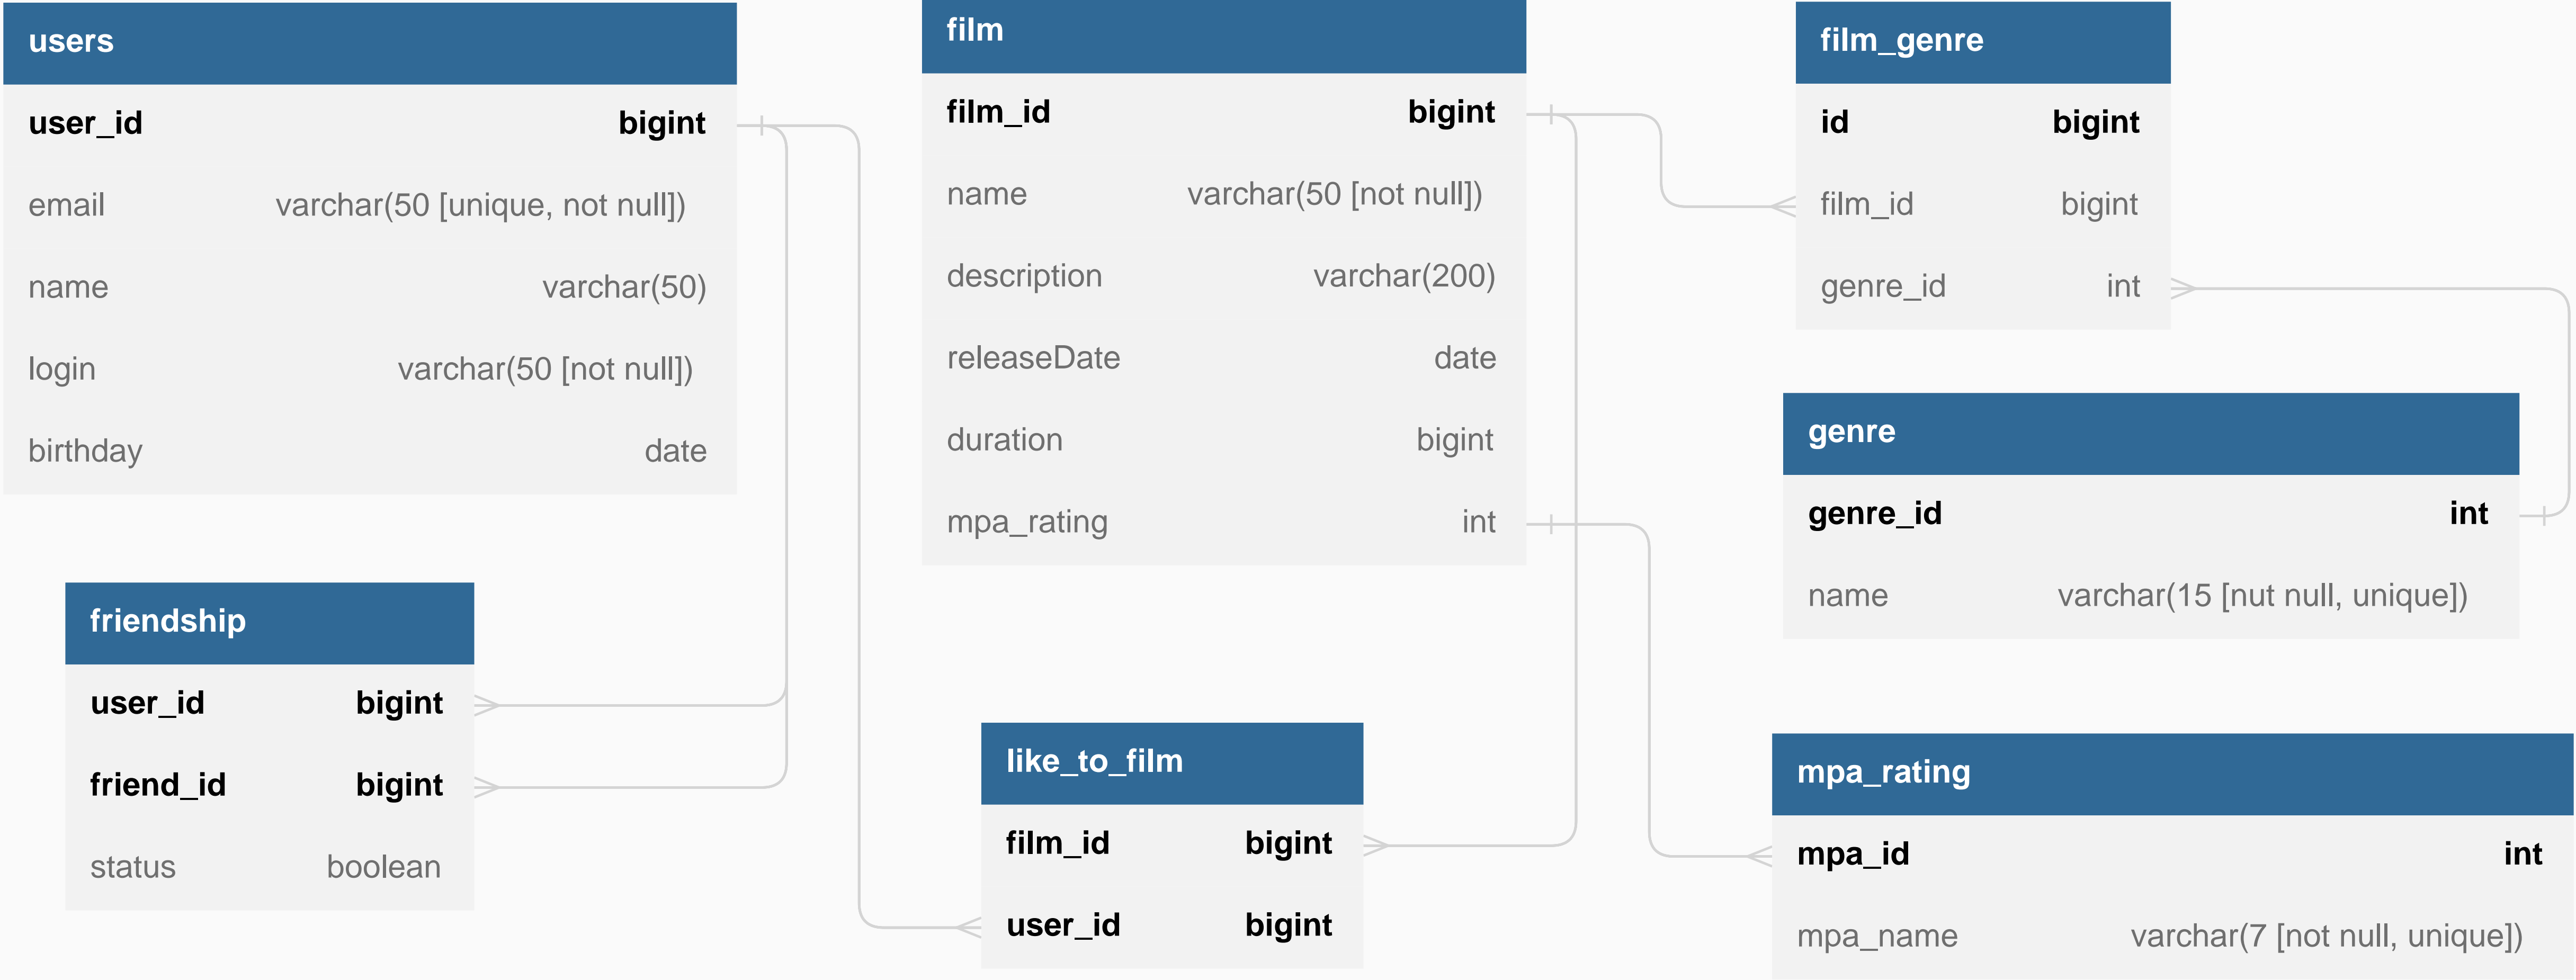 users
user_id bigint
email varchar(50 [unique, not null])
name varchar(50)
login varchar(50 [not null])
birthday date
friendship
user_id bigint
friend_id bigint
status boolean
film
film_id bigint
name varchar(50 [not null])
description varchar(200)
releaseDate date
duration bigint
mpa_rating int
like_to_film
film_id bigint
user_id bigint
film_genre
id bigint
film_id bigint
genre_id int
genre
genre_id int
name varchar(15 [nut null, unique])
mpa_rating
mpa_id int
mpa_name varchar(7 [not null, unique])